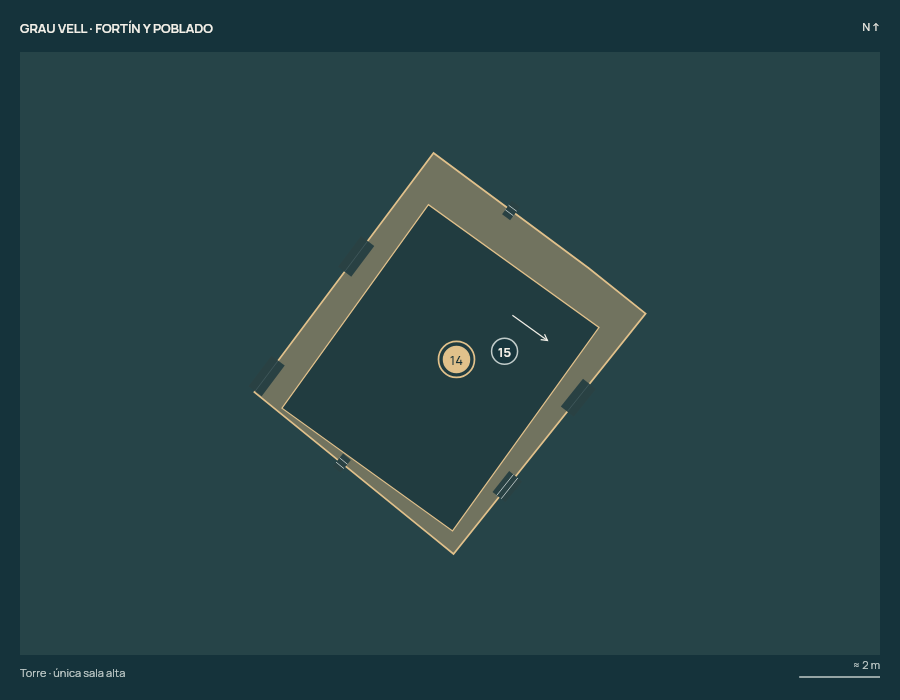 GRAU VELL · FORTÍN Y POBLADO
N ↑
14
15
≈ 2 m
Torre · única sala alta